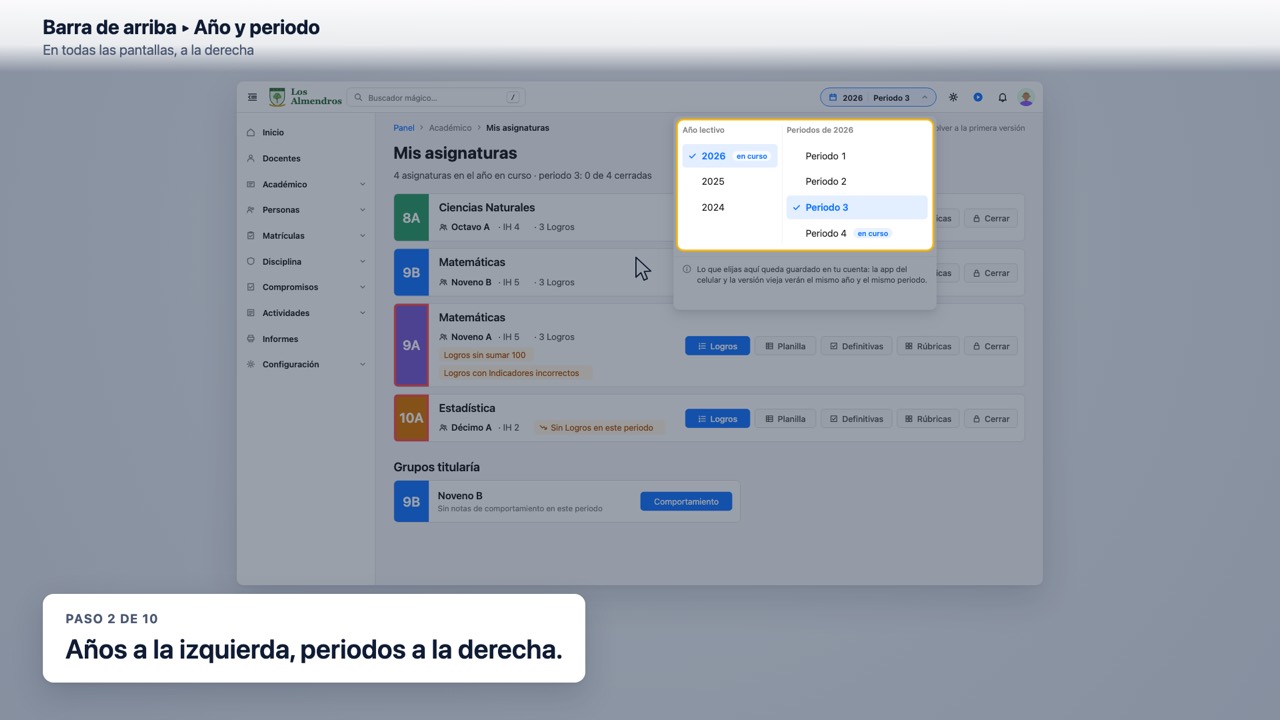 Barra de arriba ▸ Año y periodo
En todas las pantallas, a la derecha
Los Almendros
Buscador mágico...
/
2026 Periodo 3
Inicio
Docentes
Académico
Personas
Matrículas
Disciplina
Compromisos
Actividades
Informes
Configuración
Panel > Académico > Mis asignaturas
olver a la primera versión
Mis asignaturas
4 asignaturas en el año en curso · periodo 3: 0 de 4 cerradas
Año lectivo
2026 en curso
2025
2024
Periodos de 2026
Periodo 1
Periodo 2
Periodo 3
Periodo 4 en curso
Lo que elijas aquí queda guardado en tu cuenta: la app del
celular y la versión vieja verán el mismo año y el mismo periodo.
8A
Ciencias Naturales
Octavo A · IH 4 · 3 Logros
icas Cerrar
9B
Matemáticas
Noveno B · IH 5 · 3 Logros
icas Cerrar
9A
Matemáticas
Noveno A · IH 5 · 3 Logros
Logros sin sumar 100
Logros con Indicadores incorrectos
Logros Planilla Definitivas Rúbricas Cerrar
10A
Estadística
Décimo A · IH 2 Sin Logros en este periodo
Logros Planilla Definitivas Rúbricas Cerrar
Grupos titularía
9B
Noveno B
Sin notas de comportamiento en este periodo
Comportamiento
PASO 2 DE 10
Años a la izquierda, periodos a la derecha.